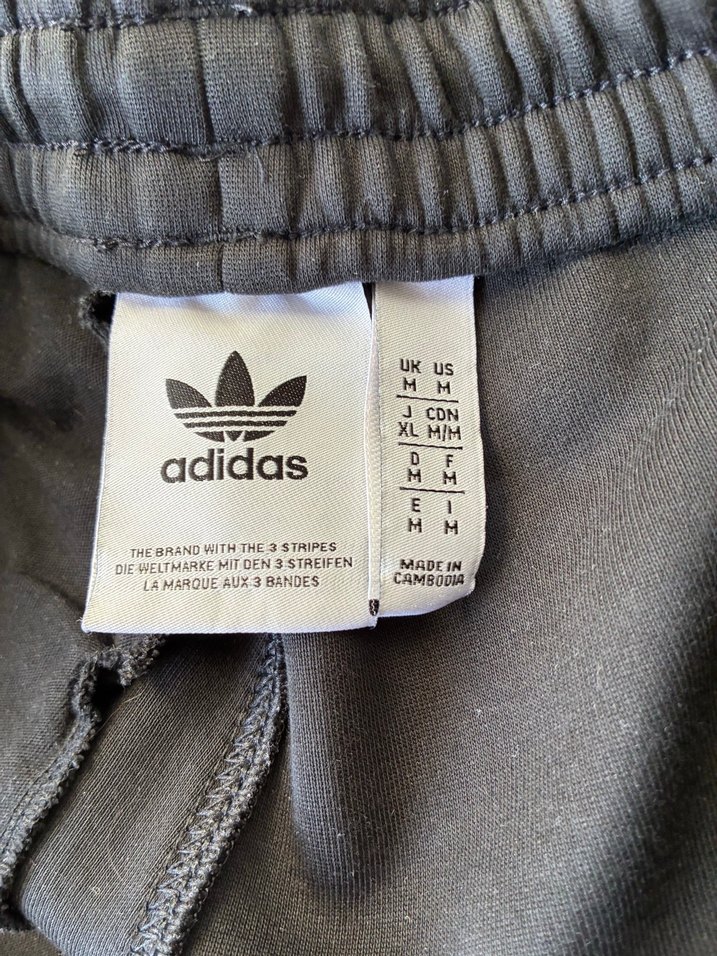 adidas
THE BRAND WITH THE 3 STRIPES
DIE WELTMARKE MIT DEN 3 STREIFEN
LA MARQUE AUX 3 BANDES
UK US
M M
J CDN
XL M/M
D F
M M
E I
M M
MADE IN
CAMBODIA